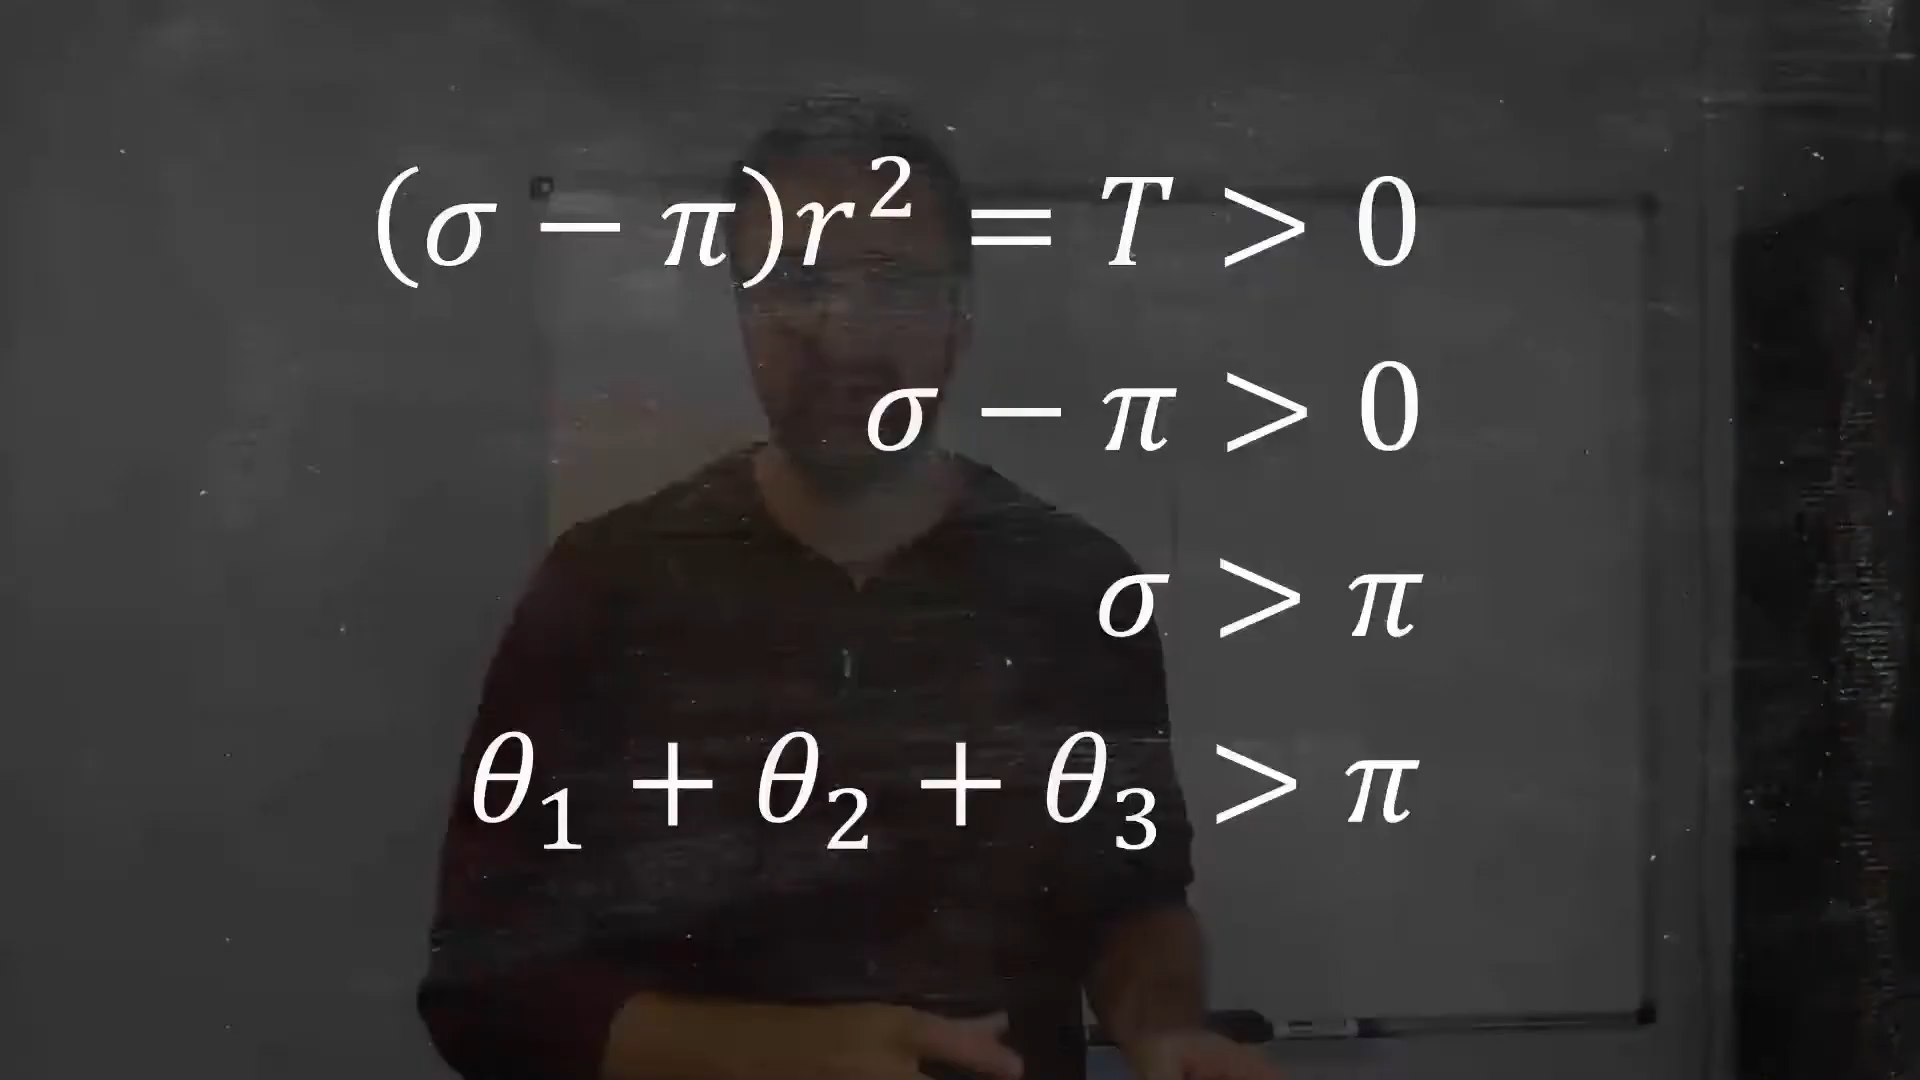 (σ − π)r² = T > 0
σ − π > 0
σ > π
θ₁ + θ₂ + θ₃ > π